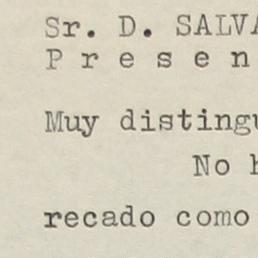 Sr. D. SALVA
P r e s e n
Muy distingu
No h
recado como